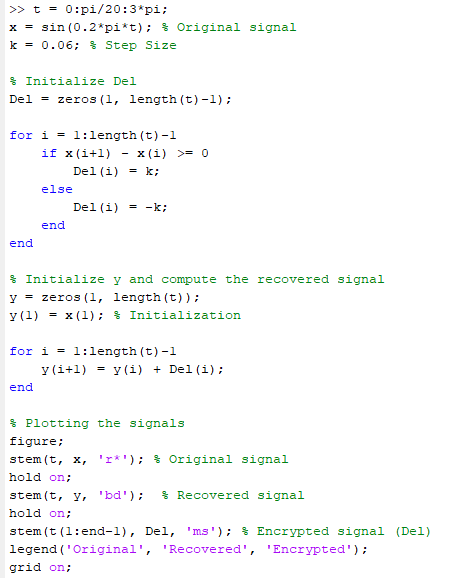 >> t = 0:pi/20:3*pi;
x = sin(0.2*pi*t); % Original signal
k = 0.06; % Step Size
% Initialize Del
Del = zeros(1, length(t)-1);
for i = 1:length(t)-1
    if x(i+1) - x(i) >= 0
        Del(i) = k;
    else
        Del(i) = -k;
    end
end
% Initialize y and compute the recovered signal
y = zeros(1, length(t));
y(1) = x(1); % Initialization
for i = 1:length(t)-1
    y(i+1) = y(i) + Del(i);
end
% Plotting the signals
figure;
stem(t, x, 'r*'); % Original signal
hold on;
stem(t, y, 'bd');  % Recovered signal
hold on;
stem(t(1:end-1), Del, 'ms'); % Encrypted signal (Del)
legend('Original', 'Recovered', 'Encrypted');
grid on;